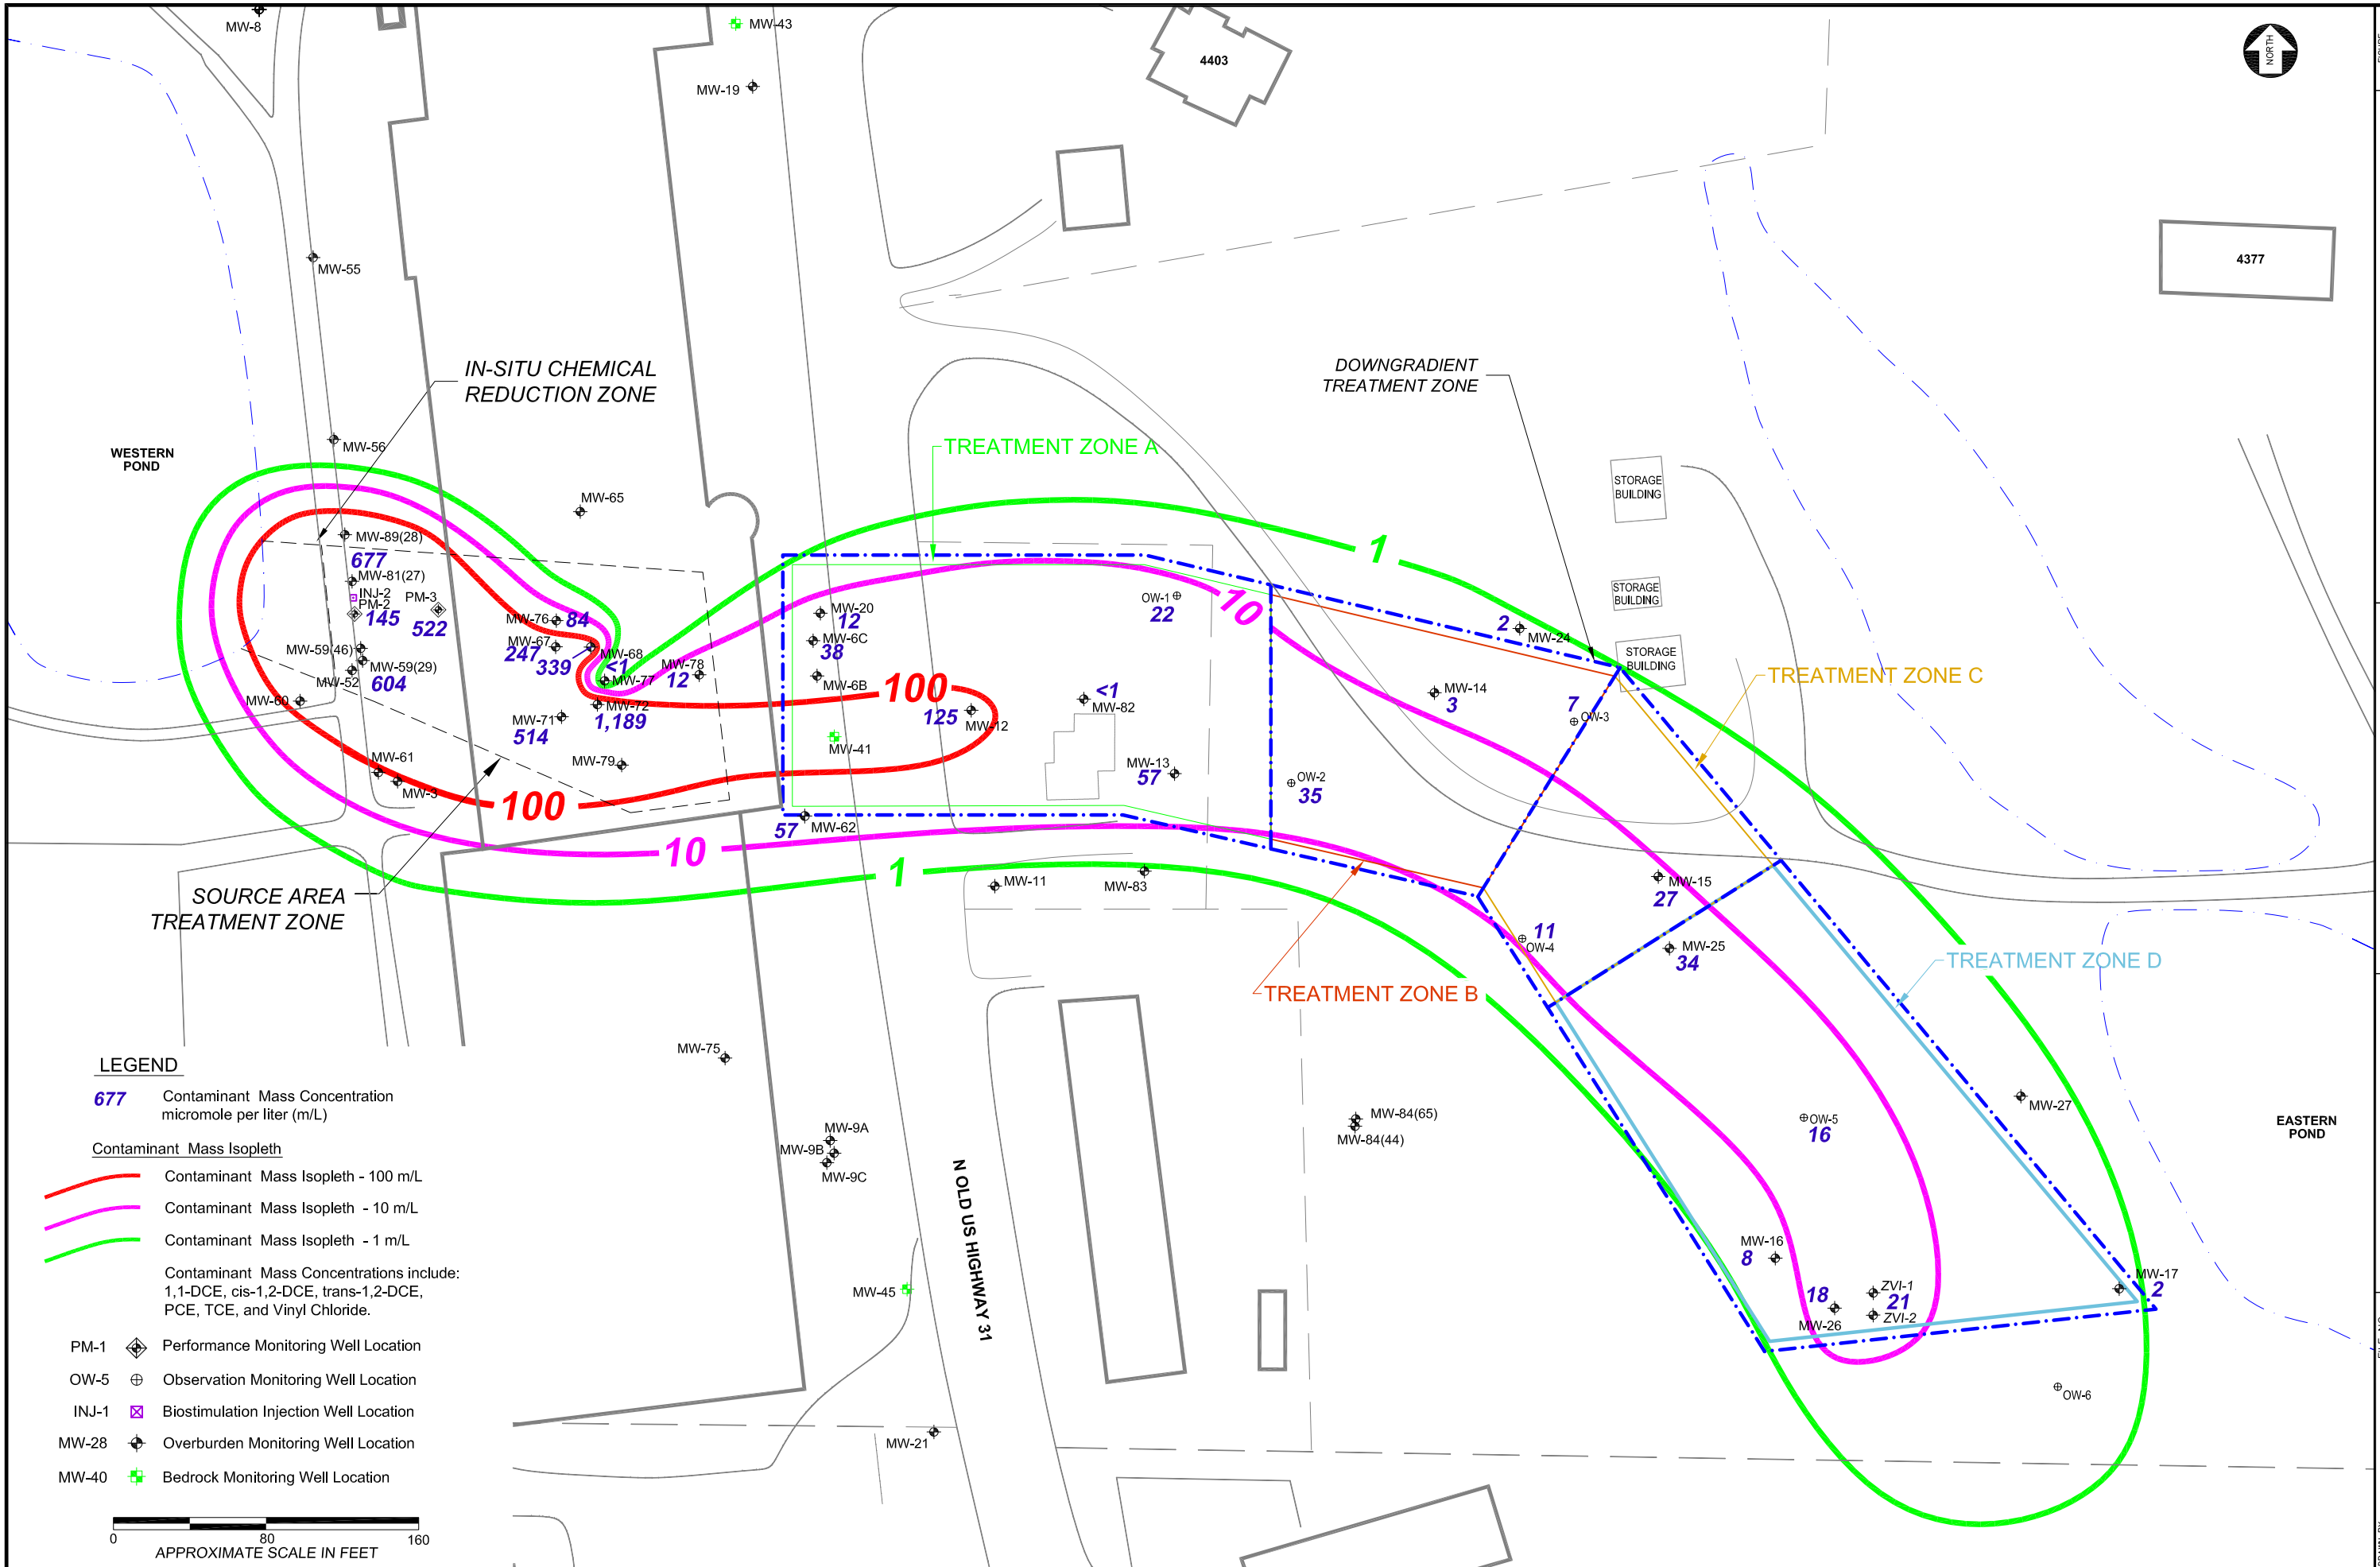 MW-8
MW-43
MW-19
4403
NORTH
4377
MW-55
IN-SITU CHEMICAL
REDUCTION ZONE
DOWNGRADIENT
TREATMENT ZONE
WESTERN
POND
MW-56
TREATMENT ZONE A
STORAGE
BUILDING
MW-65
MW-89(28)
1
677
MW-81(27)
INJ-2
PM-2
145
PM-3
522
MW-76
84
MW-67
247
339
MW-68
<1
MW-77
MW-78
12
MW-20
12
MW-6C
38
MW-6B
OW-1
22
10
2
MW-24
STORAGE
BUILDING
STORAGE
BUILDING
MW-59(46)
MW-59(29)
MW-52
604
MW-60
MW-71
514
MW-72
1,189
100
125
MW-12
<1
MW-82
MW-14
3
7
OW-3
TREATMENT ZONE C
MW-41
MW-61
MW-3
MW-79
100
MW-13
57
OW-2
35
57
MW-62
10
1
MW-11
MW-83
MW-15
27
SOURCE AREA
TREATMENT ZONE
11
OW-4
MW-25
34
TREATMENT ZONE D
TREATMENT ZONE B
MW-75
MW-9A
MW-9B
MW-9C
MW-84(65)
MW-84(44)
OW-5
16
MW-27
EASTERN
POND
N OLD US HIGHWAY 31
MW-16
8
MW-45
18
MW-26
ZVI-1
21
ZVI-2
MW-17
2
OW-6
MW-21
LEGEND
677 Contaminant Mass Concentration
micromole per liter (m/L)
Contaminant Mass Isopleth
Contaminant Mass Isopleth - 100 m/L
Contaminant Mass Isopleth - 10 m/L
Contaminant Mass Isopleth - 1 m/L
Contaminant Mass Concentrations include:
1,1-DCE, cis-1,2-DCE, trans-1,2-DCE,
PCE, TCE, and Vinyl Chloride.
PM-1 Performance Monitoring Well Location
OW-5 Observation Monitoring Well Location
INJ-1 Biostimulation Injection Well Location
MW-28 Overburden Monitoring Well Location
MW-40 Bedrock Monitoring Well Location
0 80 160
APPROXIMATE SCALE IN FEET